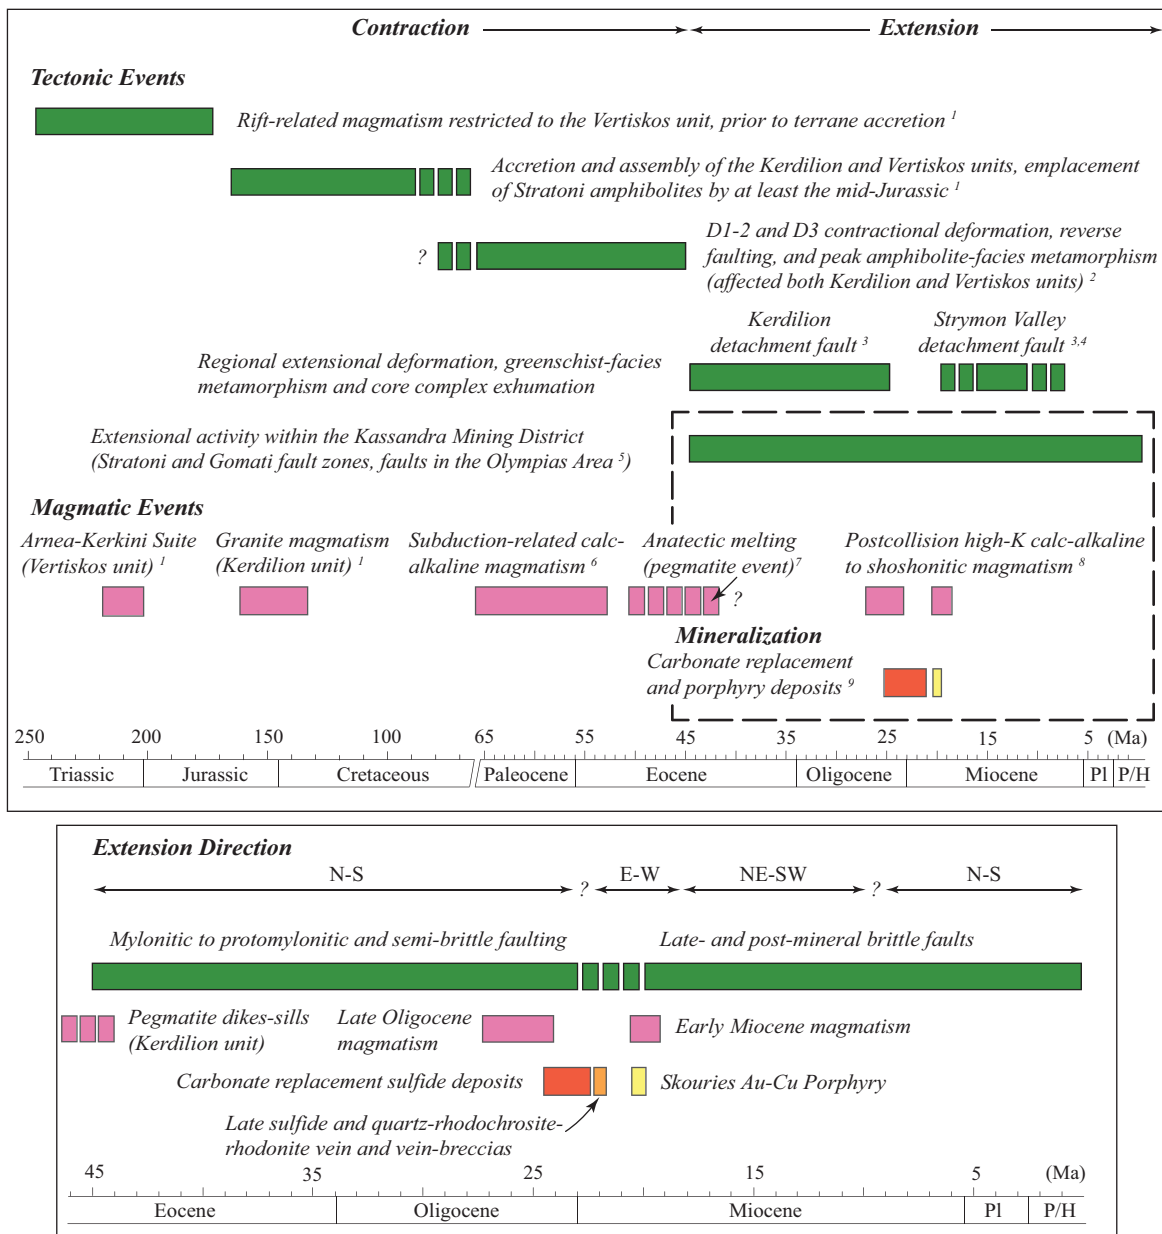 Contraction
Extension
Tectonic Events
Rift-related magmatism restricted to the Vertiskos unit, prior to terrane accretion 1
Accretion and assembly of the Kerdilion and Vertiskos units, emplacement
of Stratoni amphibolites by at least the mid-Jurassic 1
?
D1-2 and D3 contractional deformation, reverse
faulting, and peak amphibolite-facies metamorphism
(affected both Kerdilion and Vertiskos units) 2
Kerdilion
detachment fault 3
Strymon Valley
detachment fault 3,4
Regional extensional deformation, greenschist-facies
metamorphism and core complex exhumation
Extensional activity within the Kassandra Mining District
(Stratoni and Gomati fault zones, faults in the Olympias Area 5)
Magmatic Events
Arnea-Kerkini Suite
(Vertiskos unit) 1
Granite magmatism
(Kerdilion unit) 1
Subduction-related calc-
alkaline magmatism 6
Anatectic melting
(pegmatite event)7
?
Postcollision high-K calc-alkaline
to shoshonitic magmatism 8
Mineralization
Carbonate replacement
and porphyry deposits 9
250 200 150 100 65 55 45 35 25 15 5 (Ma)
Triassic Jurassic Cretaceous Paleocene Eocene Oligocene Miocene Pl P/H
Extension Direction
N-S ? E-W NE-SW ? N-S
Mylonitic to protomylonitic and semi-brittle faulting
Late- and post-mineral brittle faults
Pegmatite dikes-sills
(Kerdilion unit)
Late Oligocene
magmatism
Early Miocene magmatism
Carbonate replacement sulfide deposits
Skouries Au-Cu Porphyry
Late sulfide and quartz-rhodochrosite-
rhodonite vein and vein-breccias
45 35 25 15 5 (Ma)
Eocene Oligocene Miocene Pl P/H